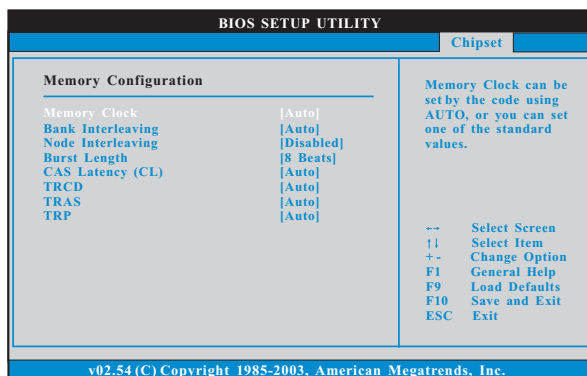 BIOS SETUP UTILITY
Chipset
Memory Configuration
Memory Clock [Auto]
Bank Interleaving [Auto]
Node Interleaving [Disabled]
Burst Length [8 Beats]
CAS Latency (CL) [Auto]
TRCD [Auto]
TRAS [Auto]
TRP [Auto]
Memory Clock can be
set by the code using
AUTO, or you can set
one of the standard
values.
←→ Select Screen
↑↓ Select Item
+ - Change Option
F1 General Help
F9 Load Defaults
F10 Save and Exit
ESC Exit
v02.54 (C) Copyright 1985-2003, American Megatrends, Inc.